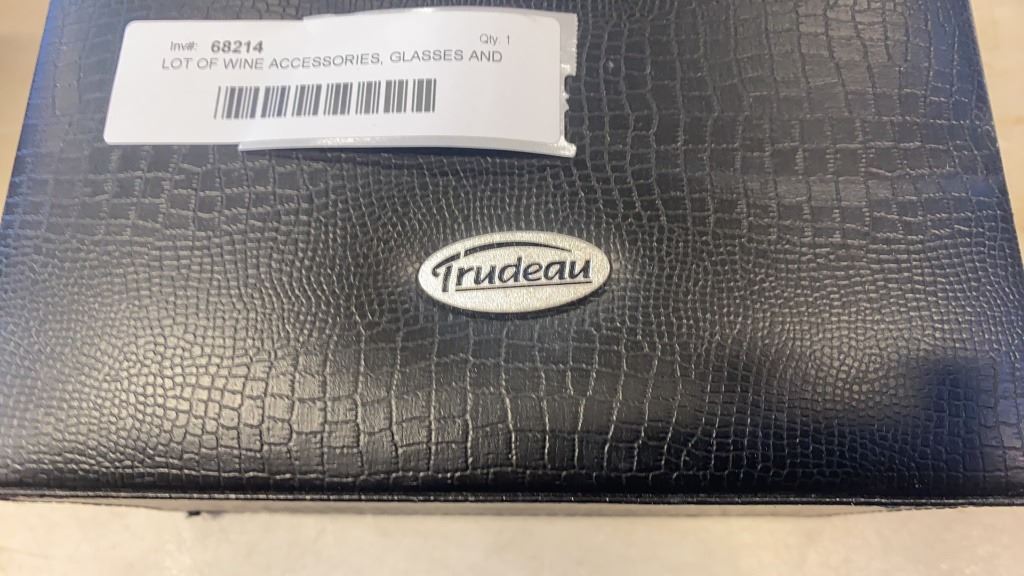 Inv#: 68214 Qty: 1
LOT OF WINE ACCESSORIES, GLASSES AND
Trudeau